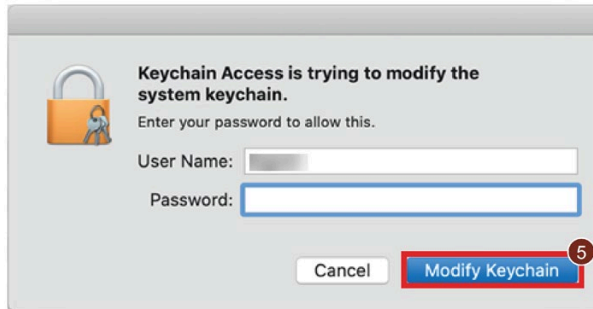 Keychain Access is trying to modify the
system keychain.
Enter your password to allow this.
User Name:
Password:
Cancel
Modify Keychain
5